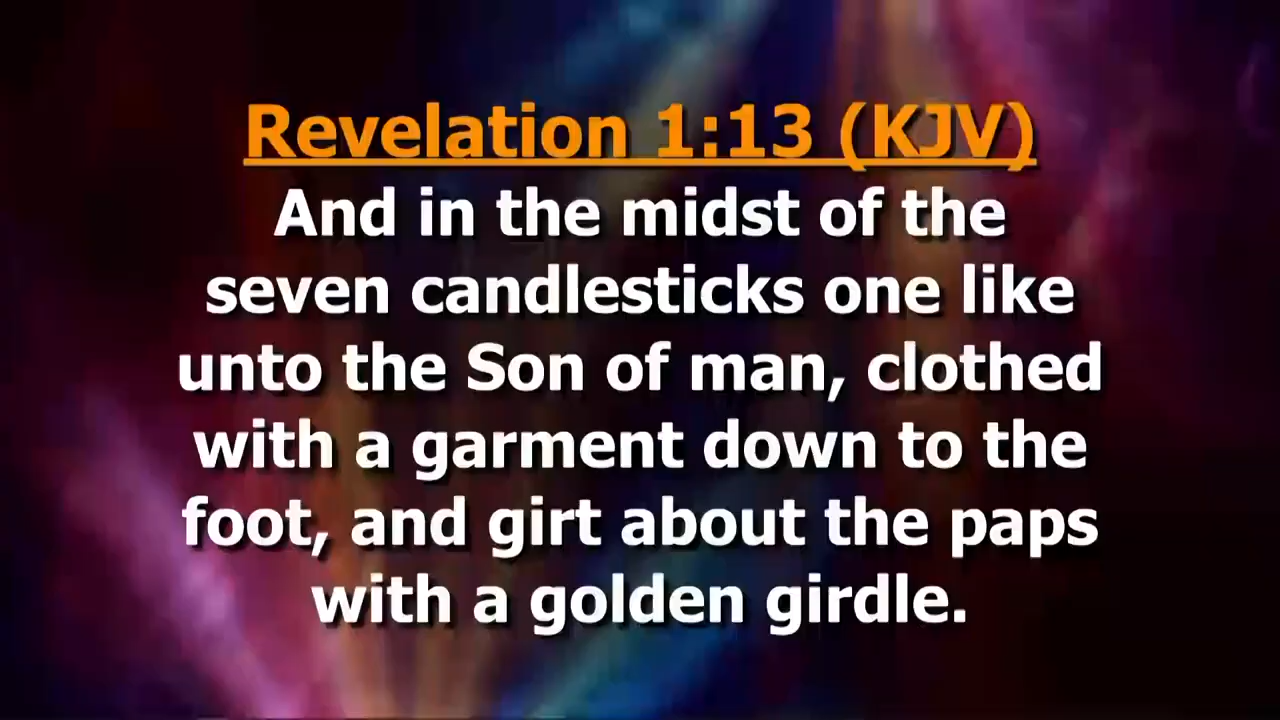 Revelation 1:13 (KJV)
And in the midst of the
seven candlesticks one like
unto the Son of man, clothed
with a garment down to the
foot, and girt about the paps
with a golden girdle.